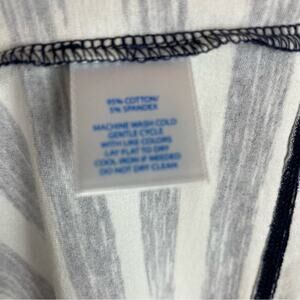 95% COTTON/
5% SPANDEX
MACHINE WASH COLD
GENTLE CYCLE
WITH LIKE COLORS
LAY FLAT TO DRY
COOL IRON IF NEEDED
DO NOT DRY CLEAN